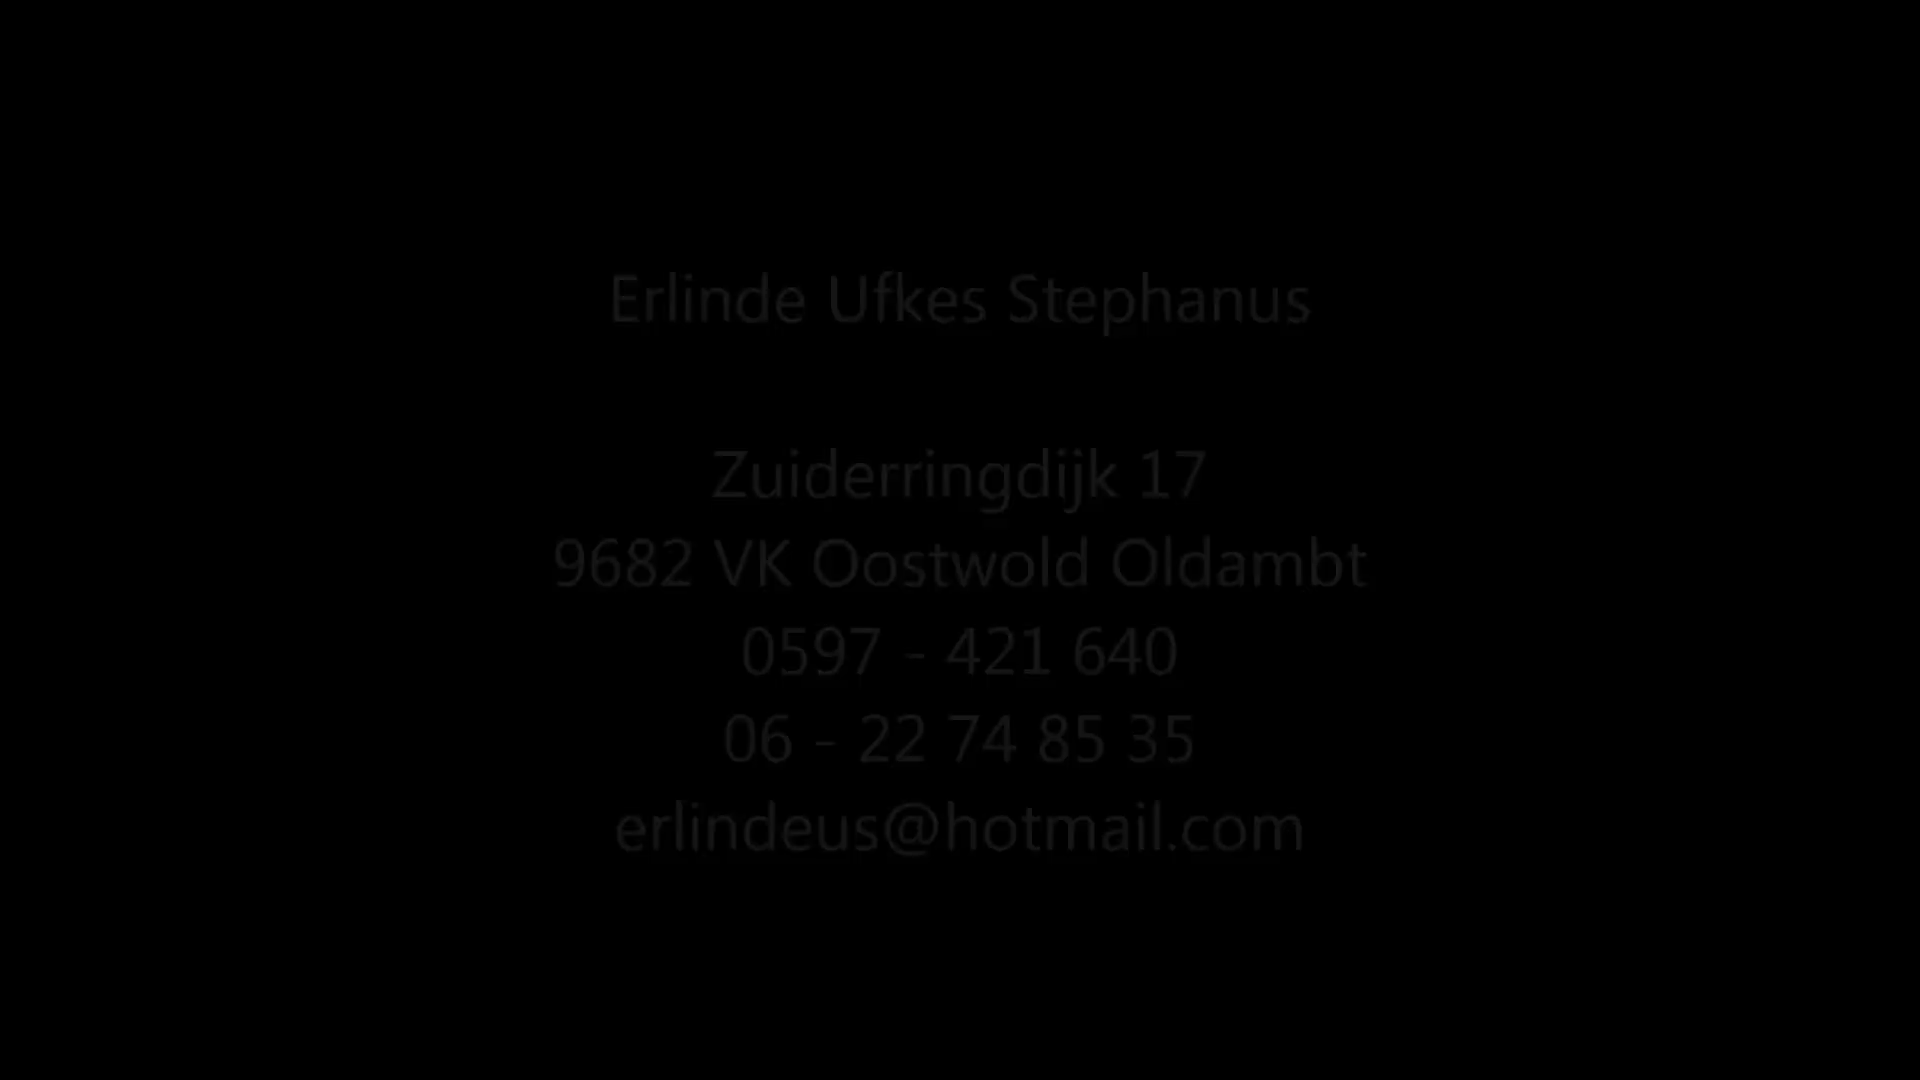 Erlinde Ufkes Stephanus
Zuiderringdijk 17
9682 VK Oostwold Oldambt
0597 - 421 640
06 - 22 74 85 35
erlindeus@hotmail.com